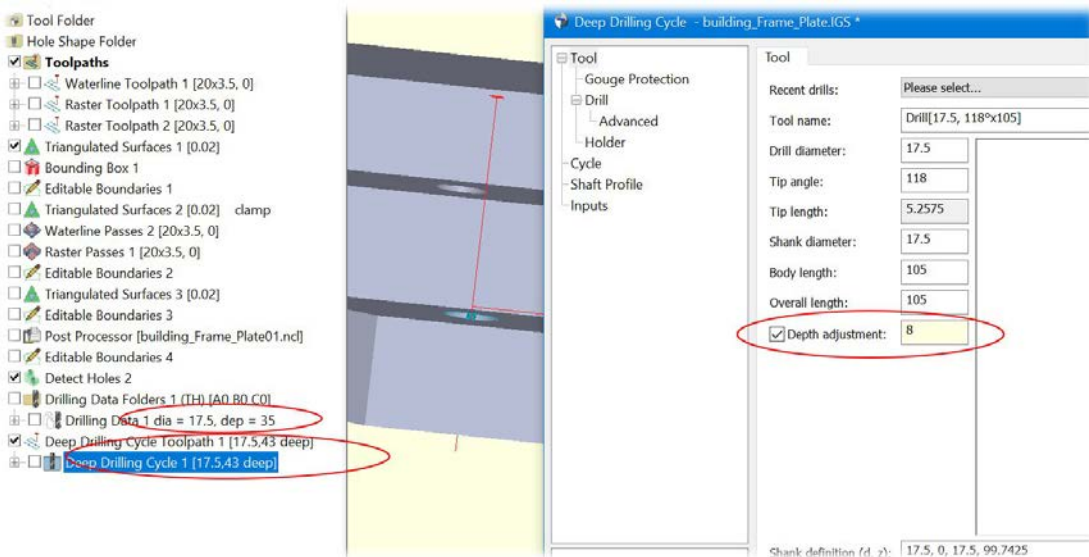 Tool Folder
Hole Shape Folder
Toolpaths
Waterline Toolpath 1 [20x3.5, 0]
Raster Toolpath 1 [20x3.5, 0]
Raster Toolpath 2 [20x3.5, 0]
Triangulated Surfaces 1 [0.02]
Bounding Box 1
Editable Boundaries 1
Triangulated Surfaces 2 [0.02] clamp
Waterline Passes 2 [20x3.5, 0]
Raster Passes 1 [20x3.5, 0]
Editable Boundaries 2
Triangulated Surfaces 3 [0.02]
Editable Boundaries 3
Post Processor [building_Frame_Plate01.ncl]
Editable Boundaries 4
Detect Holes 2
Drilling Data Folders 1 (TH) [A0 B0 C0]
Drilling Data 1 dia = 17.5, dep = 35
Deep Drilling Cycle Toolpath 1 [17.5,43 deep]
Deep Drilling Cycle 1 [17.5,43 deep]
Deep Drilling Cycle - building_Frame_Plate.IGS *
Tool
Gouge Protection
Drill
Advanced
Holder
Cycle
Shaft Profile
Inputs
Tool
Recent drills: Please select...
Tool name: Drill[17.5, 118ºx105]
Drill diameter: 17.5
Tip angle: 118
Tip length: 5.2575
Shank diameter: 17.5
Body length: 105
Overall length: 105
Depth adjustment: 8
Shank definition (d, z): 17.5, 0, 17.5, 99.7425